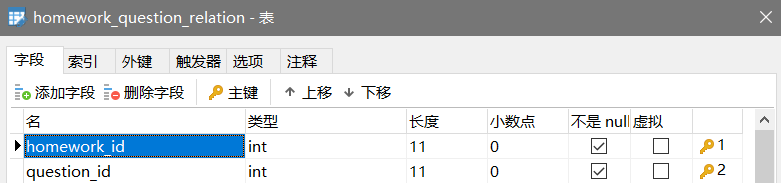 homework_question_relation - 表
字段 索引 外键 触发器 选项 注释
添加字段 删除字段 主键 上移 下移
名 类型 长度 小数点 不是 null 虚拟
homework_id int 11 0 1
question_id int 11 0 2